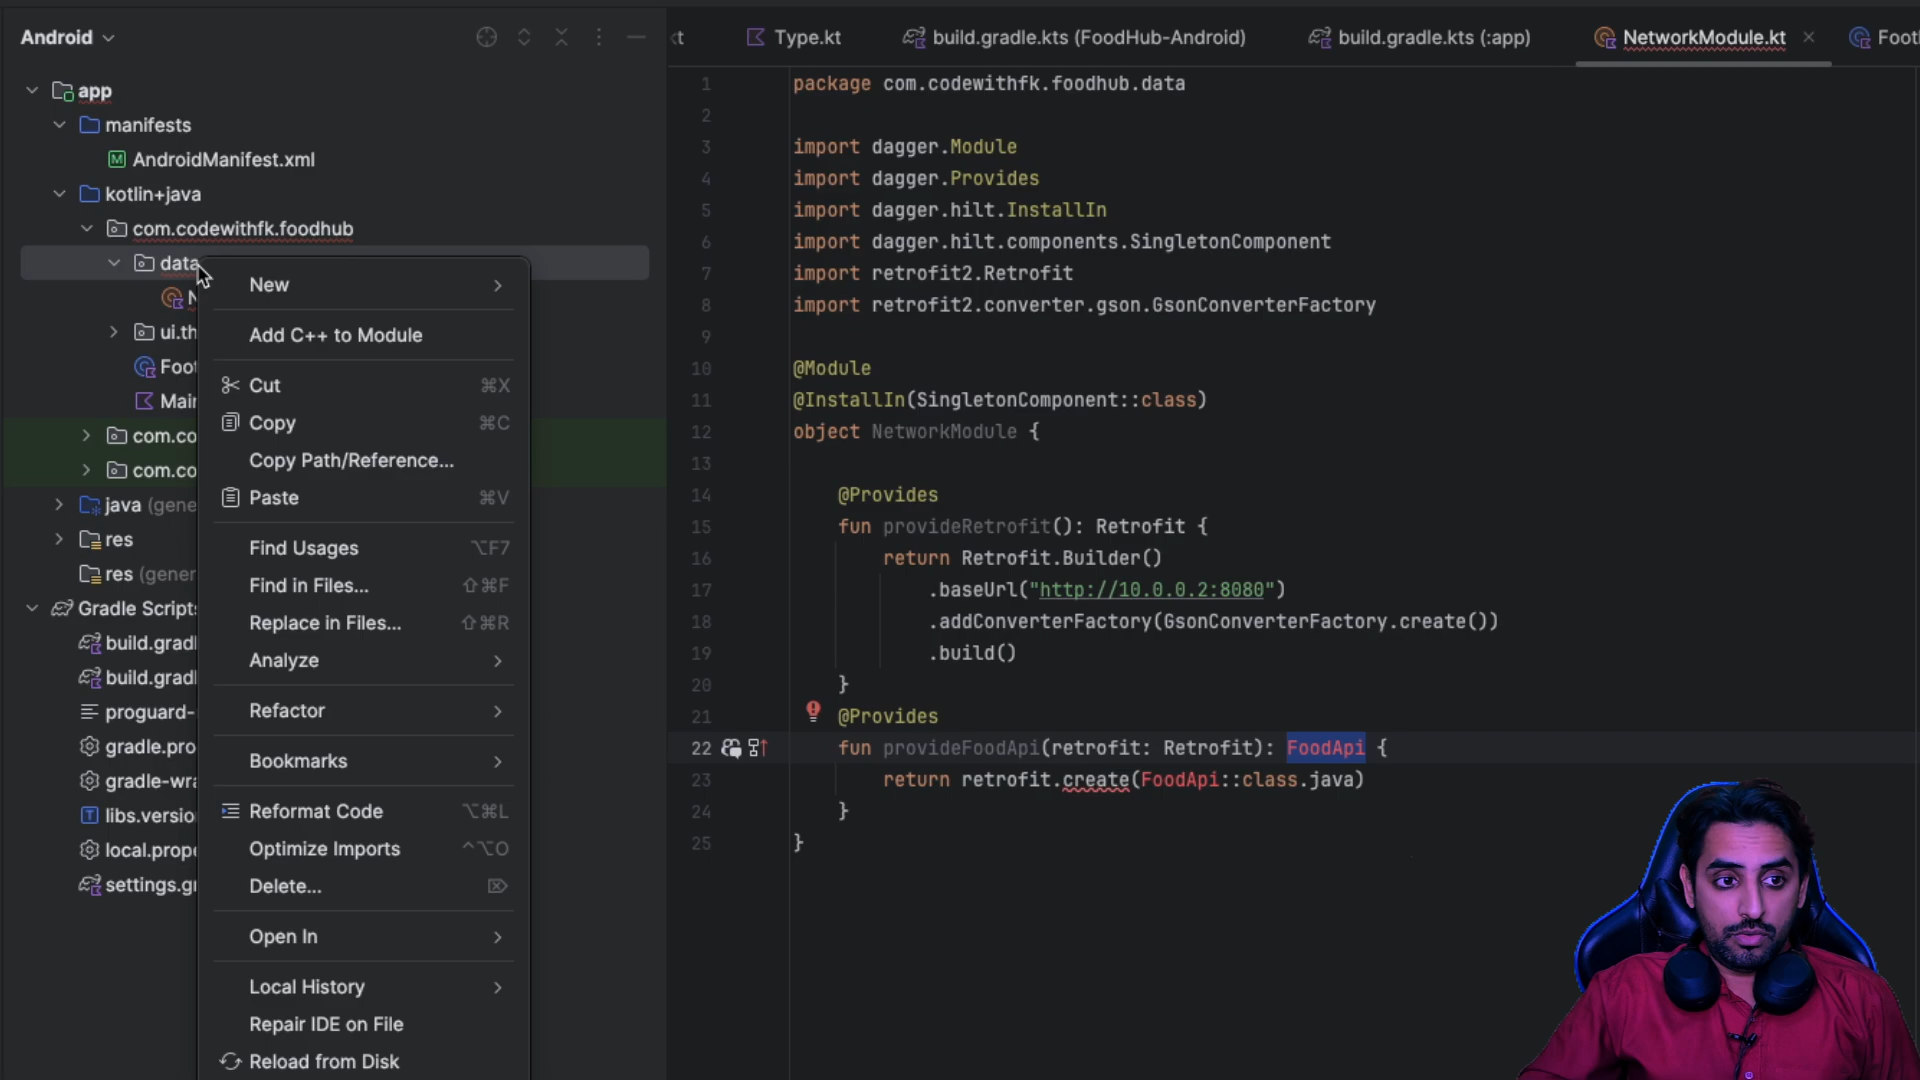 Android
app
manifests
AndroidManifest.xml
kotlin+java
com.codewithfk.foodhub
data
N
ui.th
Foo
Mai
com.co
com.co
java (gene
res
res (gener
Gradle Scripts
build.grad
build.grad
proguard-
gradle.pro
gradle-wra
libs.versio
local.prope
settings.gr
New
Add C++ to Module
Cut ⌘X
Copy ⌘C
Copy Path/Reference...
Paste ⌘V
Find Usages ⌥F7
Find in Files... ⇧⌘F
Replace in Files... ⇧⌘R
Analyze
Refactor
Bookmarks
Reformat Code ⌥⌘L
Optimize Imports ^⌥O
Delete... ⌦
Open In
Local History
Repair IDE on File
Reload from Disk
kt Type.kt build.gradle.kts (FoodHub-Android) build.gradle.kts (:app) NetworkModule.kt Foo
1 package com.codewithfk.foodhub.data
2
3 import dagger.Module
4 import dagger.Provides
5 import dagger.hilt.InstallIn
6 import dagger.hilt.components.SingletonComponent
7 import retrofit2.Retrofit
8 import retrofit2.converter.gson.GsonConverterFactory
9
10 @Module
11 @InstallIn(SingletonComponent::class)
12 object NetworkModule {
13
14 @Provides
15 fun provideRetrofit(): Retrofit {
16 return Retrofit.Builder()
17 .baseUrl("http://10.0.0.2:8080")
18 .addConverterFactory(GsonConverterFactory.create())
19 .build()
20 }
21 @Provides
22 fun provideFoodApi(retrofit: Retrofit): FoodApi {
23 return retrofit.create(FoodApi::class.java)
24 }
25 }